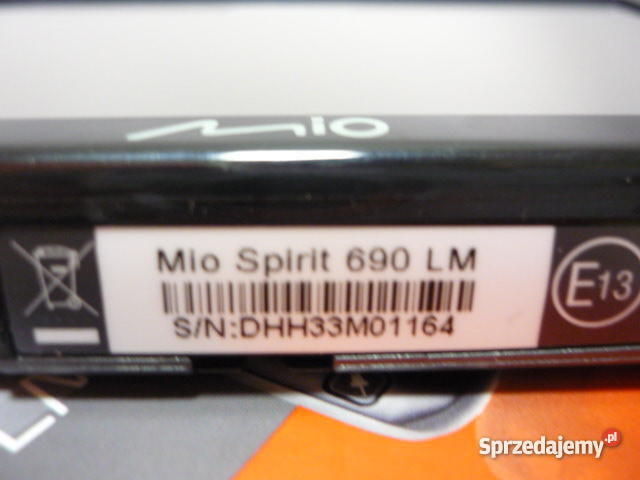 Mio
Mio Spirit 690 LM
S/N:DHH33M01164
E13
Sprzedajemy.pl